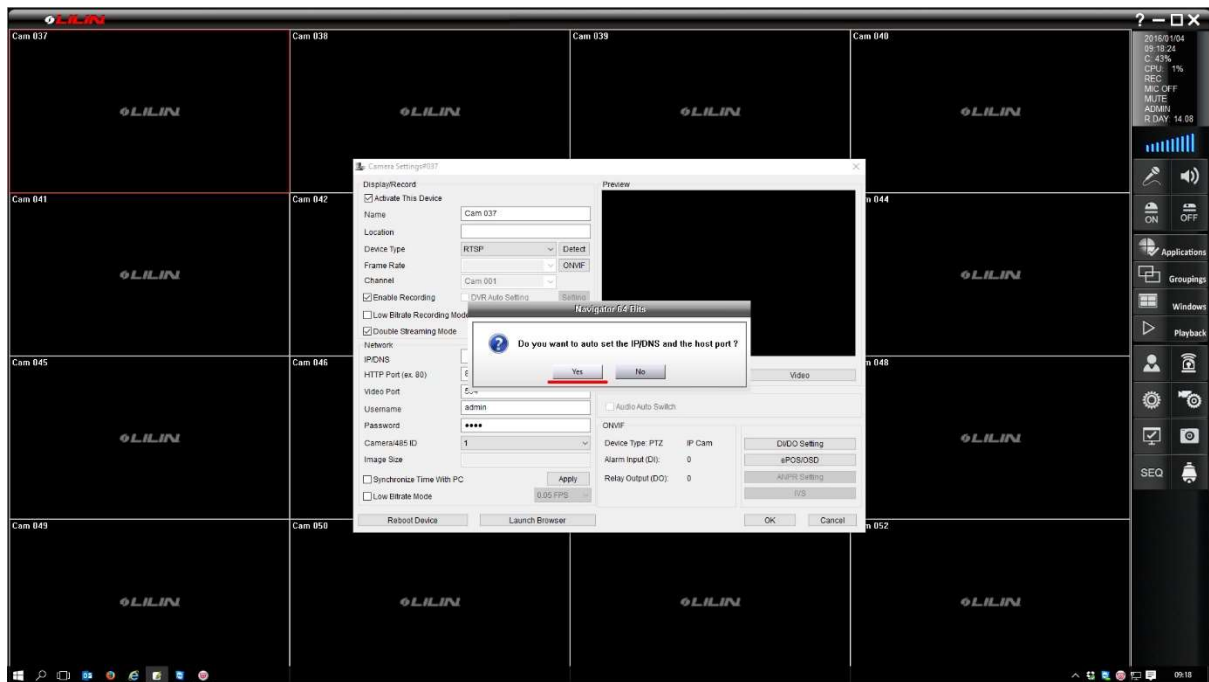 LILIN
? – X
Cam 037
Cam 038
Cam 039
Cam 040
2016/01/04
09:18:24
C: 43%
CPU: 1%
REC
MIC OFF
MUTE
ADMIN
R DAY: 14.08
LILIN
LILIN
LILIN
LILIN
Camera Settings#037
Display/Record
Preview
Activate This Device
Name
Cam 037
Location
Device Type
RTSP
Detect
Frame Rate
ONVIF
Channel
Cam 001
Enable Recording
DVR Auto Setting
Setting
Low Bitrate Recording Mode
Double Streaming Mode
Navigator 64 Bits
Do you want to auto set the IP/DNS and the host port ?
Yes
No
Network
IP/DNS
HTTP Port (ex. 80)
8
Video
Video Port
Username
admin
Audio Auto Switch
Password
••••
ONVIF
Camera/485 ID
1
Device Type: PTZ
IP Cam
DI/DO Setting
Image Size
Alarm Input (DI):
0
ePOS/OSD
Synchronize Time With PC
Apply
Relay Output (DO):
0
ANPR Setting
Low Bitrate Mode
0.05 FPS
IVS
Reboot Device
Launch Browser
OK
Cancel
Cam 041
Cam 042
m 044
ON
OFF
Applications
Groupings
Windows
Playback
LILIN
LILIN
Cam 045
Cam 046
m 048
LILIN
LILIN
SEQ
Cam 049
Cam 050
m 052
LILIN
LILIN
LILIN
LILIN
09:18